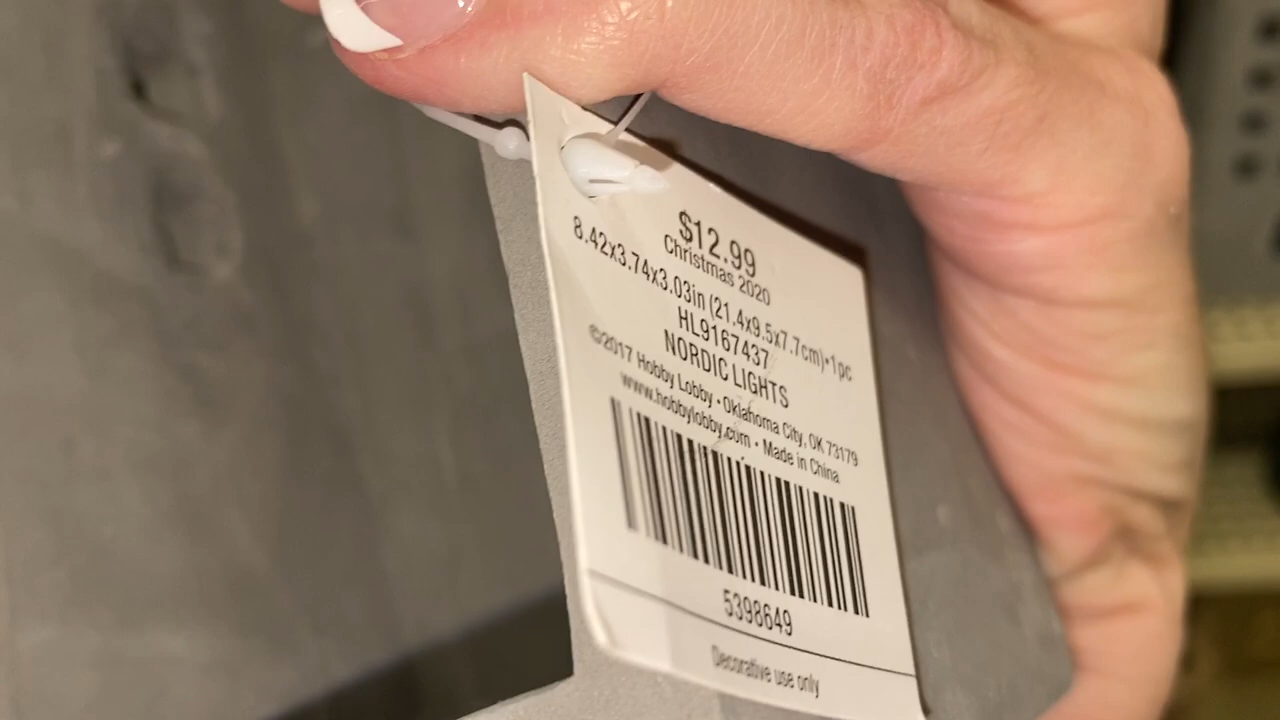 $12.99
Christmas 2020
8.42x3.74x3.03in (21.4x9.5x7.7cm)•1pc
HL9167437
NORDIC LIGHTS
©2017 Hobby Lobby • Oklahoma City, OK 73179
www.hobbylobby.com • Made in China
5398649
Decorative use only